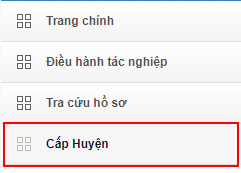 Trang chính
Điều hành tác nghiệp
Tra cứu hồ sơ
Cấp Huyện